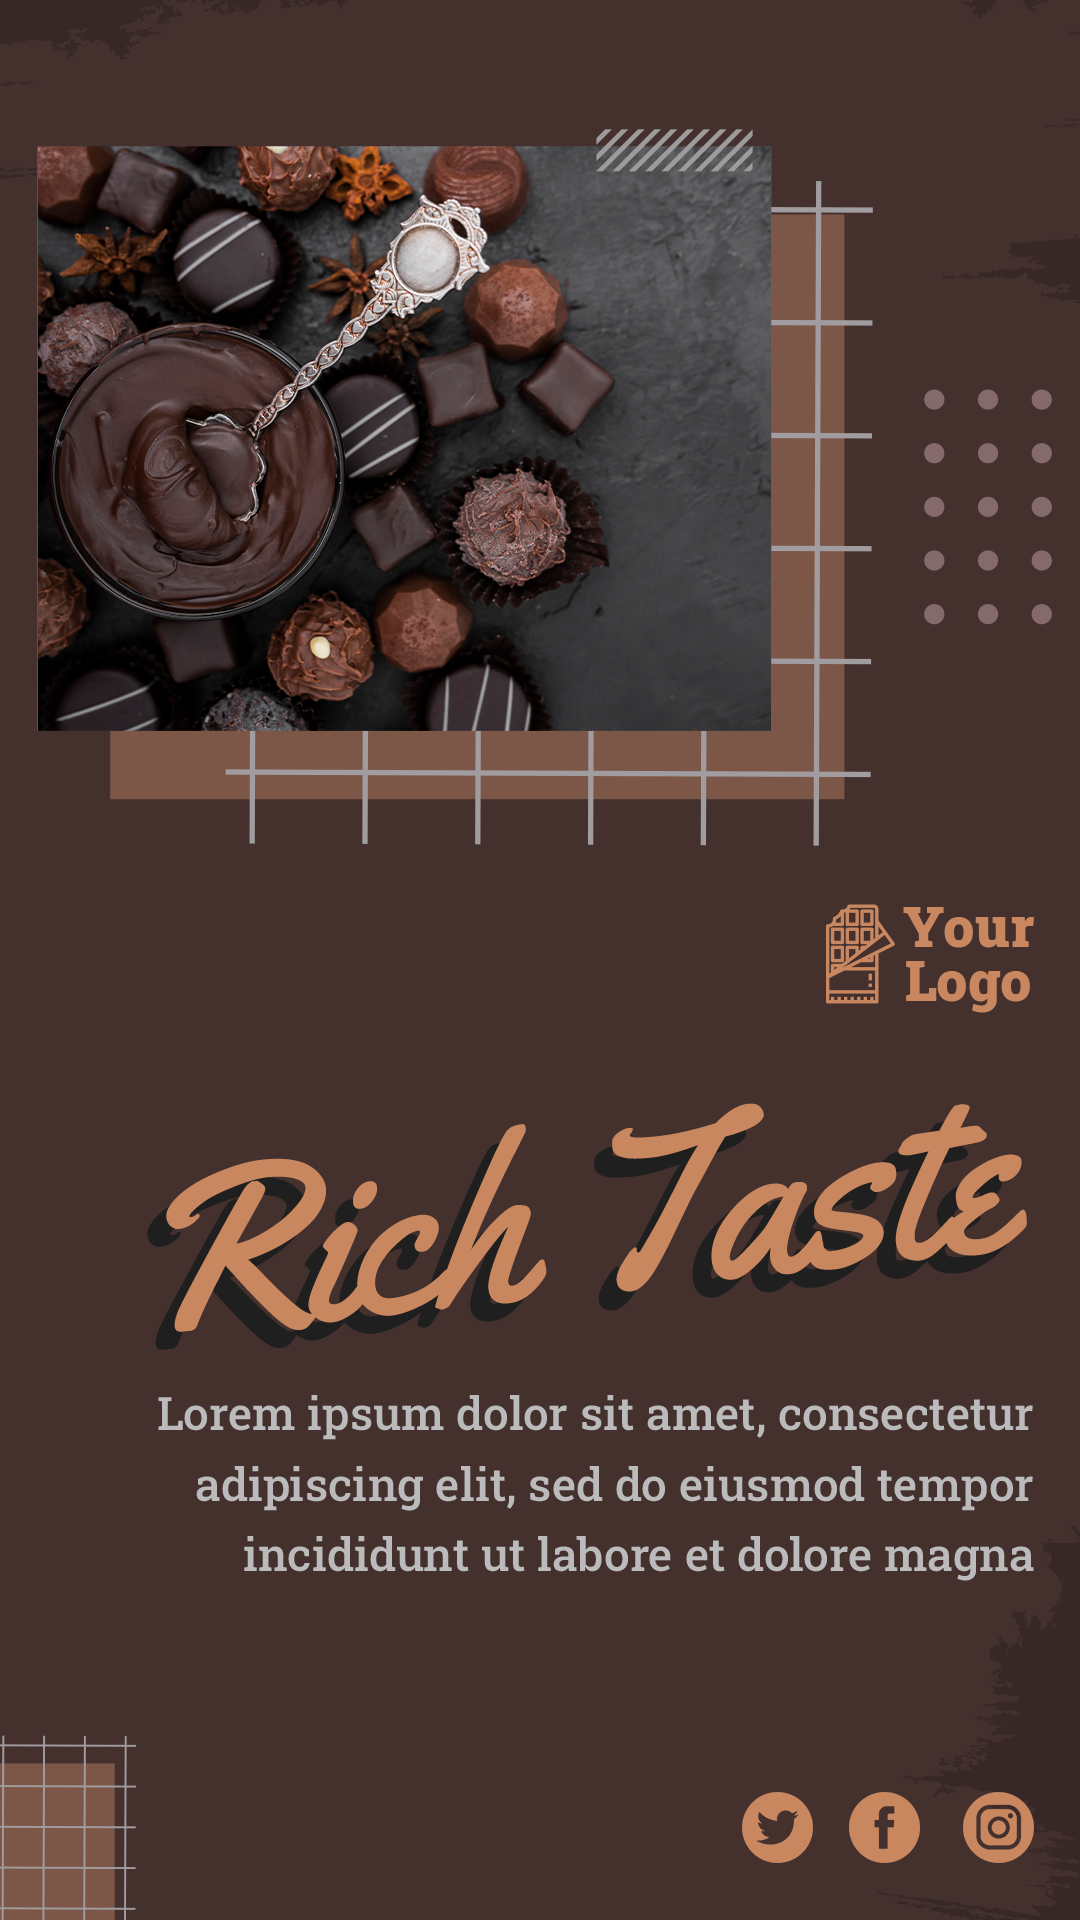 Your
Logo
Rich Taste
Lorem ipsum dolor sit amet, consectetur
adipiscing elit, sed do eiusmod tempor
incididunt ut labore et dolore magna